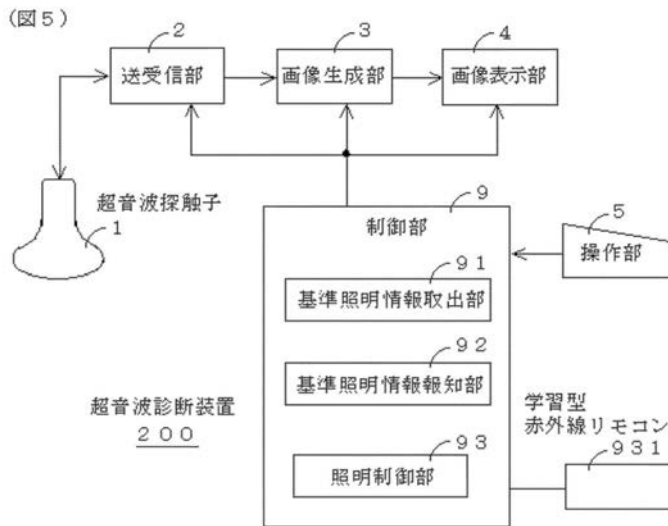 (図5)
2
3
4
送受信部
画像生成部
画像表示部
超音波探触子
1
9
制御部
5
操作部
91
基準照明情報取出部
92
基準照明情報報知部
超音波診断装置
200
学習型
赤外線リモコン
931
93
照明制御部